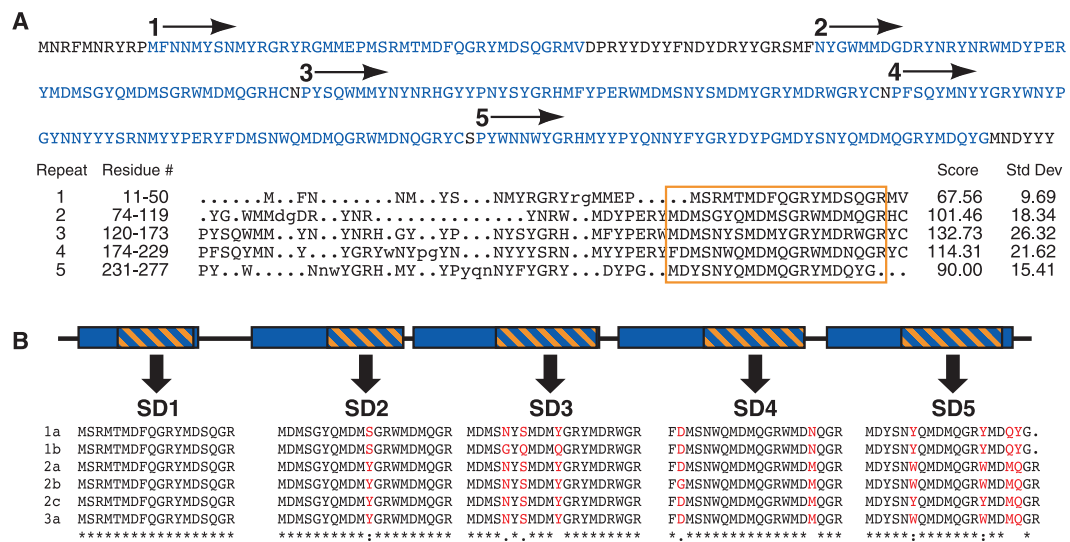 A
1 2
MNRFMNRYRPMFNNMYSNMYRGRYRGMMEPMSRMTMDFQGRYMDSQGRMVDPRYYDYYFNDYDRYYGRSMFNYGWMMDGDRYNRYNRWMDYPER
3 4
YMDMSGYQMDMSGRWMDMQGRHCNPYSQWMMYNYNRHGYYPNYSYGRHMFYPERWMDMSNYSMDMYGRYMDRWGRYCNPFSQYMNYYGRYWNYP
5
GYNNYYYSRNMYYPERYFDMSNWQMDMQGRWMDNQGRYCSPYWNNWYGRHMYYPYQNNYFYGRYDYPGMDYSNYQMDMQGRYMDQYGMNDYYY
Repeat Residue # Score Std Dev
1 11-50 ......M..FN.........NM..YS...NMYRGRYrgMMEP.....MSRMTMDFQGRYMDSQGRMV 67.56 9.69
2 74-119 .YG.WMMdgDR..YNR..............YNRW...MDYPERYMDMSGYQMDMSGRWMDMQGRHC 101.46 18.34
3 120-173 PYSQWMM..YN..YNRH.G.YY..P...NYSYGRH..MFYPERWMDMSNYSMDMYGRYMDRWGRYC 132.73 26.32
4 174-229 PFSQYMN..Y...YGRYwNYpgYN....NYYYSRN..MYYPERYFDMSNWQMDMQGRWMDNQGRYC 114.31 21.62
5 231-277 PY..W.....NnwYGRH.MY..YPyqnNYFYGRY...DYPG..MDYSNYQMDMQGRYMDQYG... 90.00 15.41
B
SD1 SD2 SD3 SD4 SD5
1a MSRMTMDFQGRYMDSQGR MDMSGYQMDMSGRWMDMQGR MDMSNYSMDMYGRYMDRWGR FDMSNWQMDMQGRWMDNQGR MDYSNYQMDMQGRYMDQYG.
1b MSRMTMDFQGRYMDSQGR MDMSGYQMDMSGRWMDMQGR MDMSGYQMDMQGRYMDRWGR FDMSNWQMDMQGRWMDNQGR MDYSNYQMDMQGRYMDQYG.
2a MSRMTMDFQGRYMDSQGR MDMSGYQMDMYGRWMDMQGR MDMSNYSMDMYGRYMDRWGR FDMSNWQMDMQGRWMDMQGR MDYSNWQMDMQGRWMDMQGR
2b MSRMTMDFQGRYMDSQGR MDMSGYQMDMYGRWMDMQGR MDMSNYSMDMYGRYMDRWGR FGMSNWQMDMQGRWMDMQGR MDYSNWQMDMQGRWMDMQGR
2c MSRMTMDFQGRYMDSQGR MDMSGYQMDMYGRWMDMQGR MDMSNYSMDMYGRYMDRWGR FDMSNWQMDMQGRWMDMQGR MDYSNYQMDMQGRYMDMQGR
3a MSRMTMDFQGRYMDSQGR MDMSGYQMDMYGRWMDMQGR MDMSNYSMDMYGRYMDRWGR FDMSNWQMDMQGRWMDMQGR MDYSNWQMDMQGRWMDMQGR
****************** **********:********* ****.*.*** ********* *.************** *** *****:*******:** *